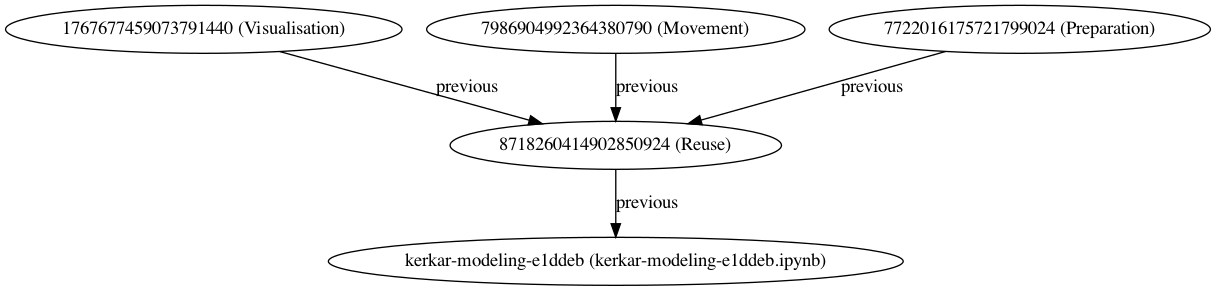 1767677459073791440 (Visualisation)
7986904992364380790 (Movement)
7722016175721799024 (Preparation)
previous
previous
previous
8718260414902850924 (Reuse)
previous
kerkar-modeling-e1ddeb (kerkar-modeling-e1ddeb.ipynb)